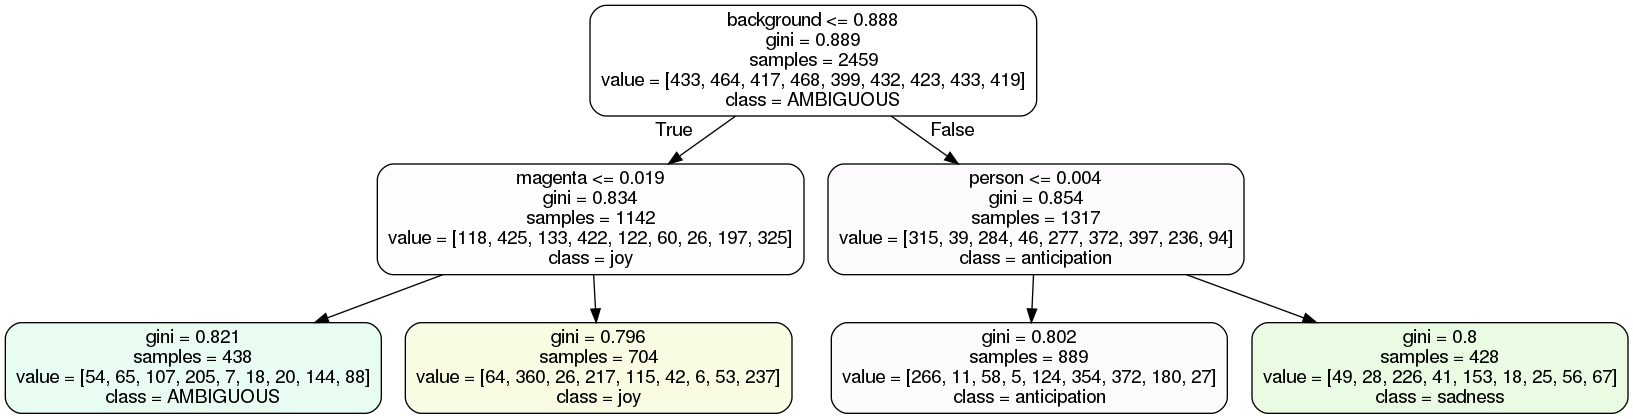 background <= 0.888
gini = 0.889
samples = 2459
value = [433, 464, 417, 468, 399, 432, 423, 433, 419]
class = AMBIGUOUS
True
False
magenta <= 0.019
gini = 0.834
samples = 1142
value = [118, 425, 133, 422, 122, 60, 26, 197, 325]
class = joy
person <= 0.004
gini = 0.854
samples = 1317
value = [315, 39, 284, 46, 277, 372, 397, 236, 94]
class = anticipation
gini = 0.821
samples = 438
value = [54, 65, 107, 205, 7, 18, 20, 144, 88]
class = AMBIGUOUS
gini = 0.796
samples = 704
value = [64, 360, 26, 217, 115, 42, 6, 53, 237]
class = joy
gini = 0.802
samples = 889
value = [266, 11, 58, 5, 124, 354, 372, 180, 27]
class = anticipation
gini = 0.8
samples = 428
value = [49, 28, 226, 41, 153, 18, 25, 56, 67]
class = sadness